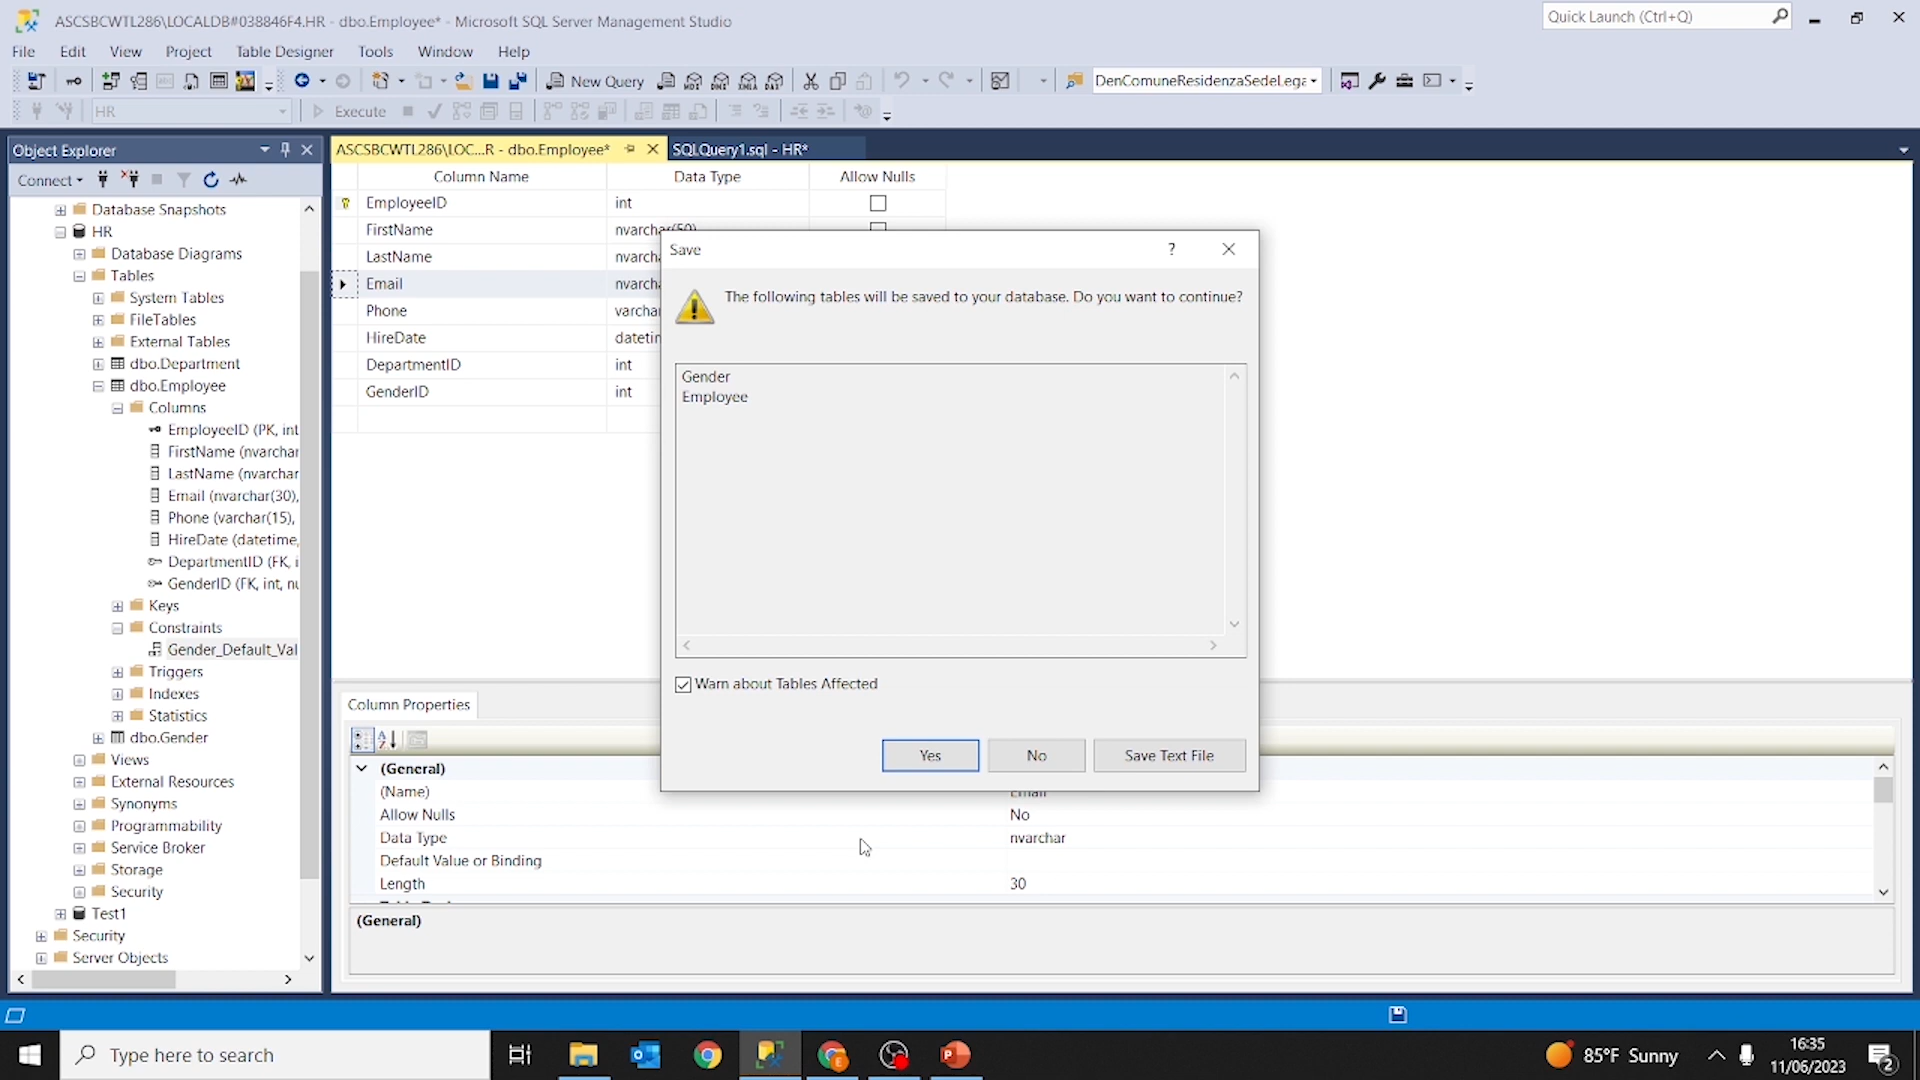 ASCSBCWTL286\LOCALDB#038846F4.HR - dbo.Employee* - Microsoft SQL Server Management Studio
Quick Launch (Ctrl+Q)
File Edit View Project Table Designer Tools Window Help
New Query
DenComuneResidenzaSedeLega
HR
Execute
Object Explorer
Connect
Database Snapshots
HR
Database Diagrams
Tables
System Tables
FileTables
External Tables
dbo.Department
dbo.Employee
Columns
EmployeeID (PK, int
FirstName (nvarchar
LastName (nvarchar
Email (nvarchar(30),
Phone (varchar(15),
HireDate (datetime,
DepartmentID (FK, i
GenderID (FK, int, nu
Keys
Constraints
Gender_Default_Val
Triggers
Indexes
Statistics
dbo.Gender
Views
External Resources
Synonyms
Programmability
Service Broker
Storage
Security
Test1
Security
Server Objects
ASCSBCWTL286\LOC...R - dbo.Employee*
SQLQuery1.sql - HR*
Column Name Data Type Allow Nulls
EmployeeID int
FirstName nvarchar(50)
LastName nvarcha
Email nvarcha
Phone varchar
HireDate datetim
DepartmentID int
GenderID int
Save
?
The following tables will be saved to your database. Do you want to continue?
Gender
Employee
Warn about Tables Affected
Yes No Save Text File
Column Properties
(General)
(Name) Email
Allow Nulls No
Data Type nvarchar
Default Value or Binding
Length 30
(General)
Type here to search
85°F Sunny
16:35
11/06/2023
2